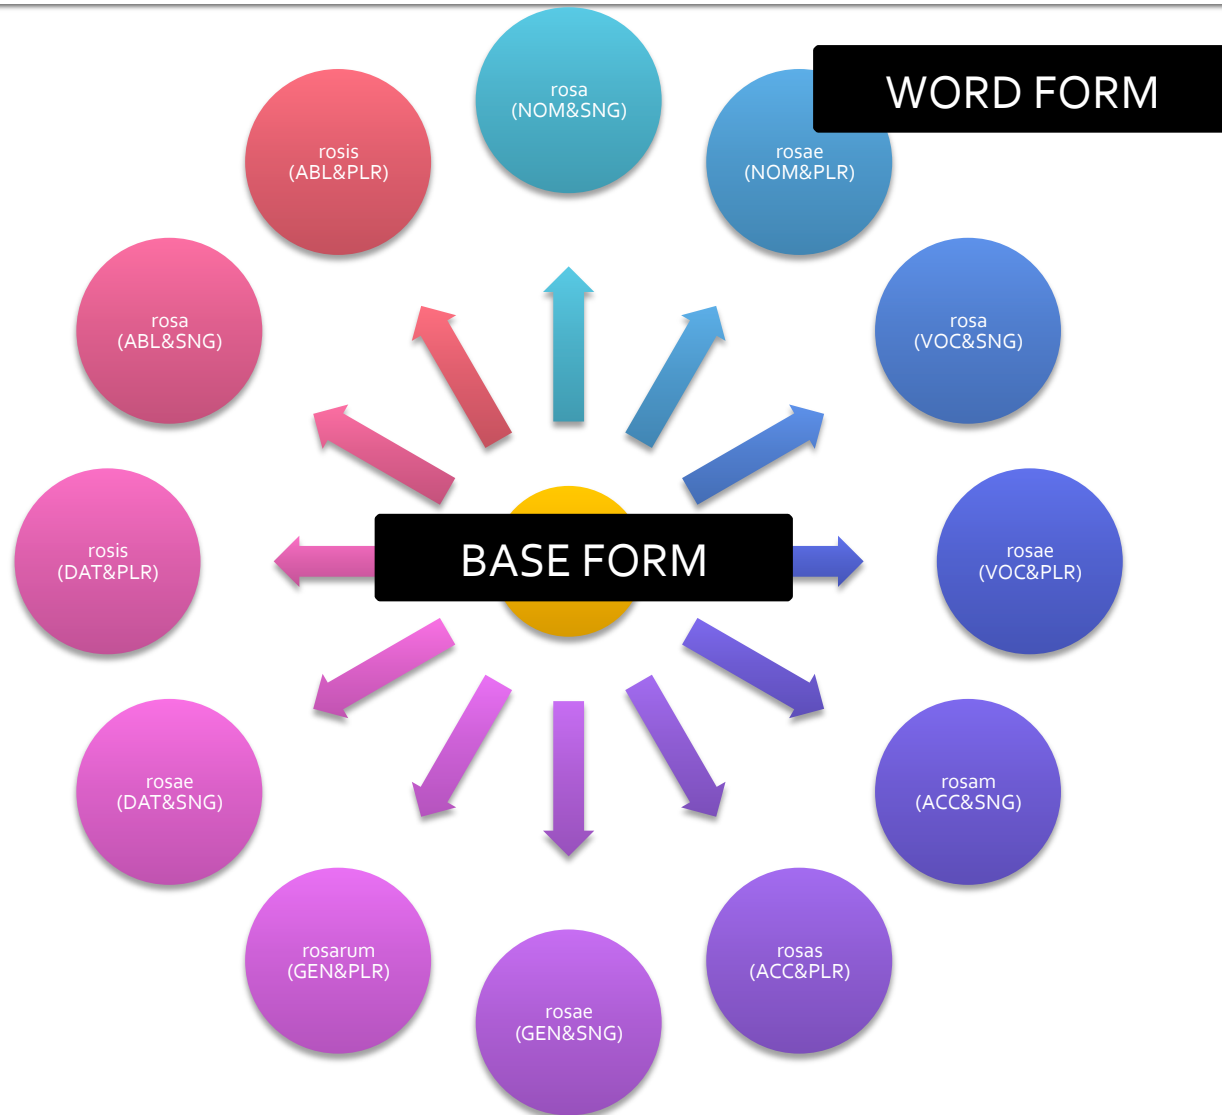 WORD FORM
rosa
(NOM&SNG)
rosae
(NOM&PLR)
rosa
(VOC&SNG)
rosae
(VOC&PLR)
rosam
(ACC&SNG)
rosas
(ACC&PLR)
rosae
(GEN&SNG)
rosarum
(GEN&PLR)
rosae
(DAT&SNG)
rosis
(DAT&PLR)
rosa
(ABL&SNG)
rosis
(ABL&PLR)
BASE FORM